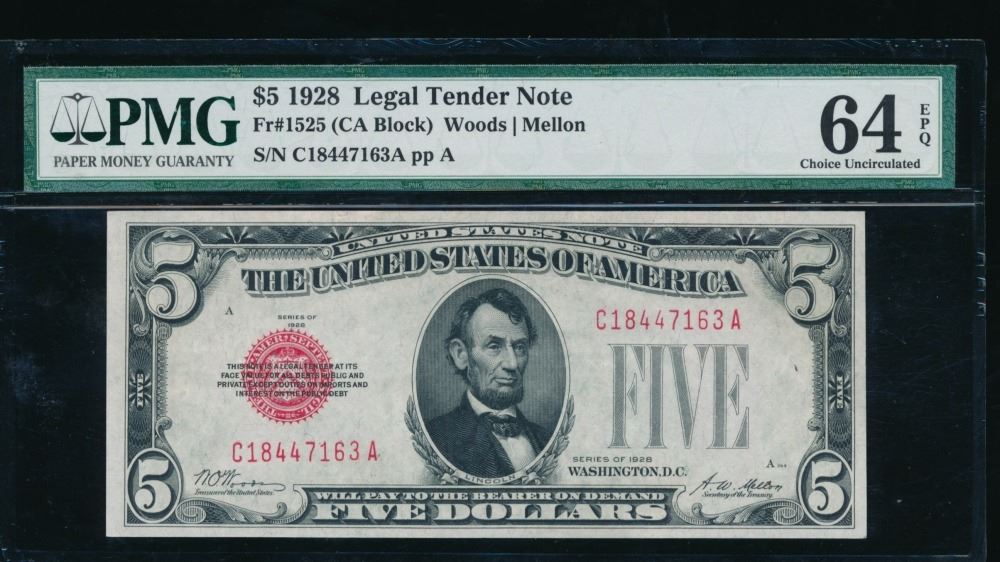 PMG
PAPER MONEY GUARANTY
$5 1928 Legal Tender Note
Fr#1525 (CA Block) Woods | Mellon
S/N C18447163A pp A
64 EPQ
Choice Uncirculated
5 UNITED STATES NOTE 5
THE UNITED STATES OF AMERICA
A
SERIES OF
1928
C18447163 A
THIS NOTE IS A LEGAL TENDER AT ITS
FACE VALUE FOR ALL DEBTS PUBLIC AND
PRIVATE EXCEPT DUTIES ON IMPORTS AND
INTEREST ON THE PUBLIC DEBT
FIVE
C18447163 A
SERIES OF 1928
WASHINGTON, D.C.
A
LINCOLN
Woods
Treasurer of the United States
A.W. Mellon
Secretary of the Treasury
WILL PAY TO THE BEARER ON DEMAND
5 FIVE DOLLARS 5